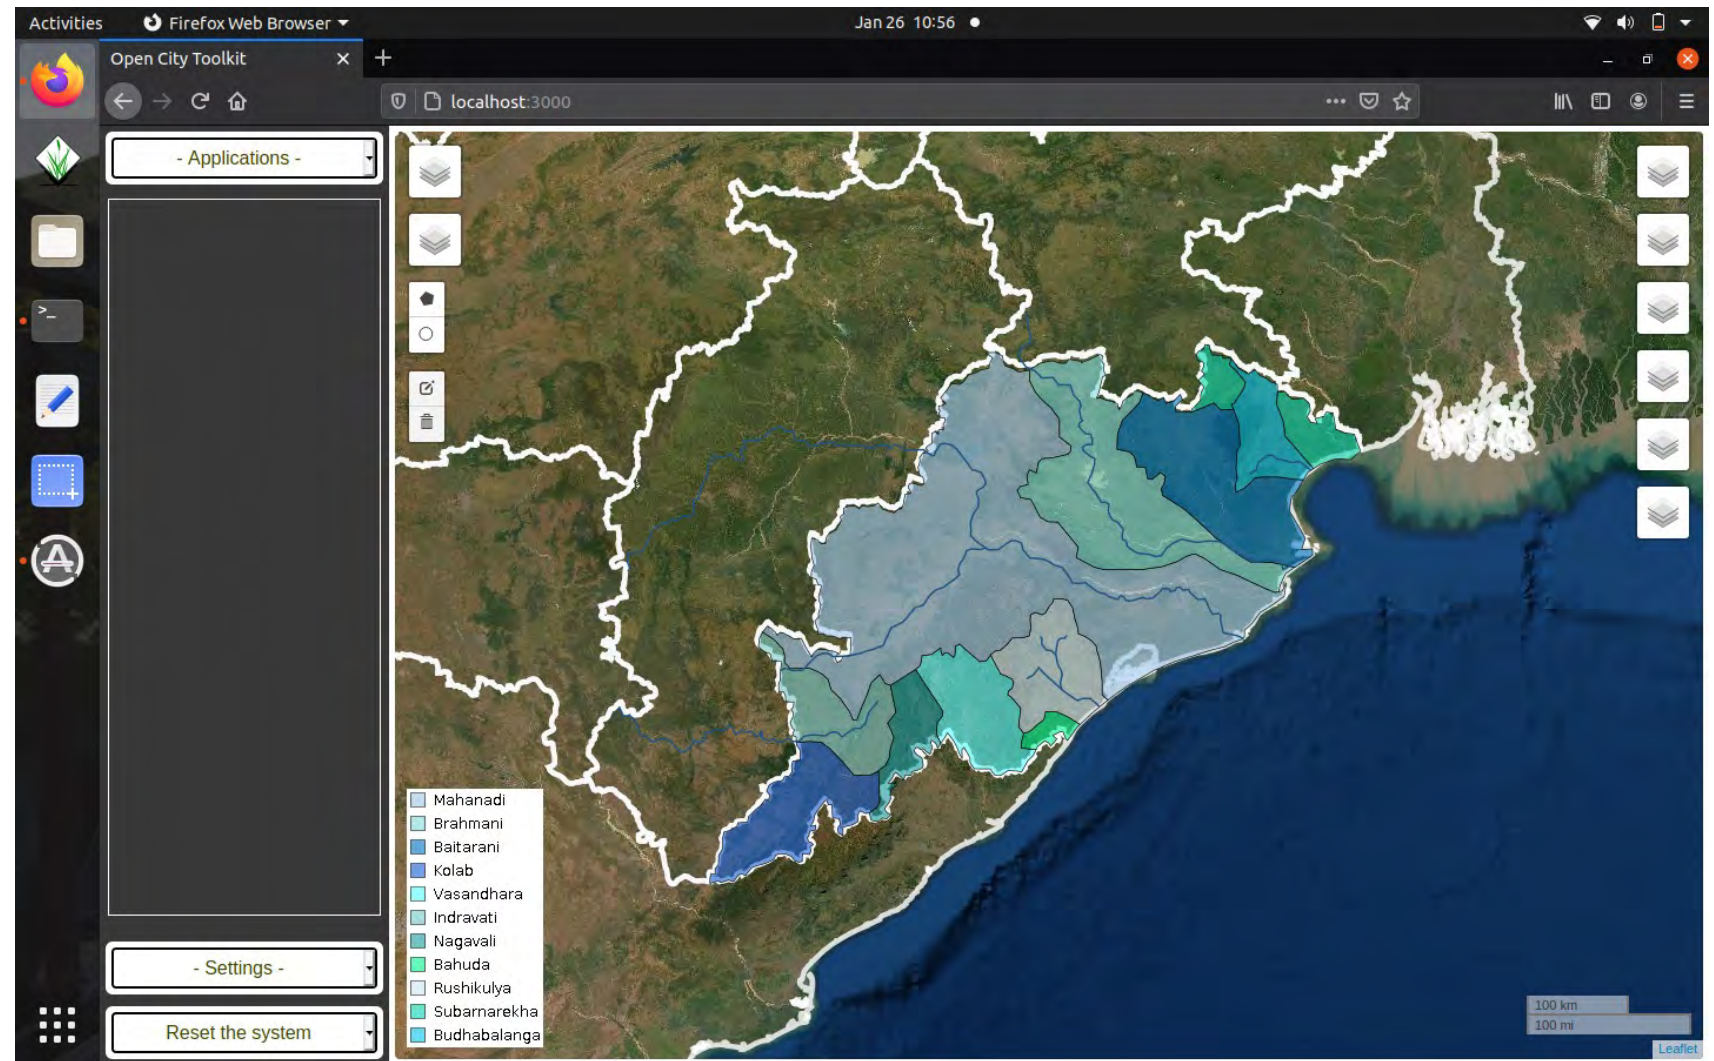 Activities
Firefox Web Browser
Jan 26 10:56
Open City Toolkit
localhost:3000
- Applications -
Mahanadi
Brahmani
Baitarani
Kolab
Vasandhara
Indravati
Nagavali
Bahuda
Rushikulya
Subarnarekha
Budhabalanga
- Settings -
Reset the system
100 km
100 mi
Leaflet